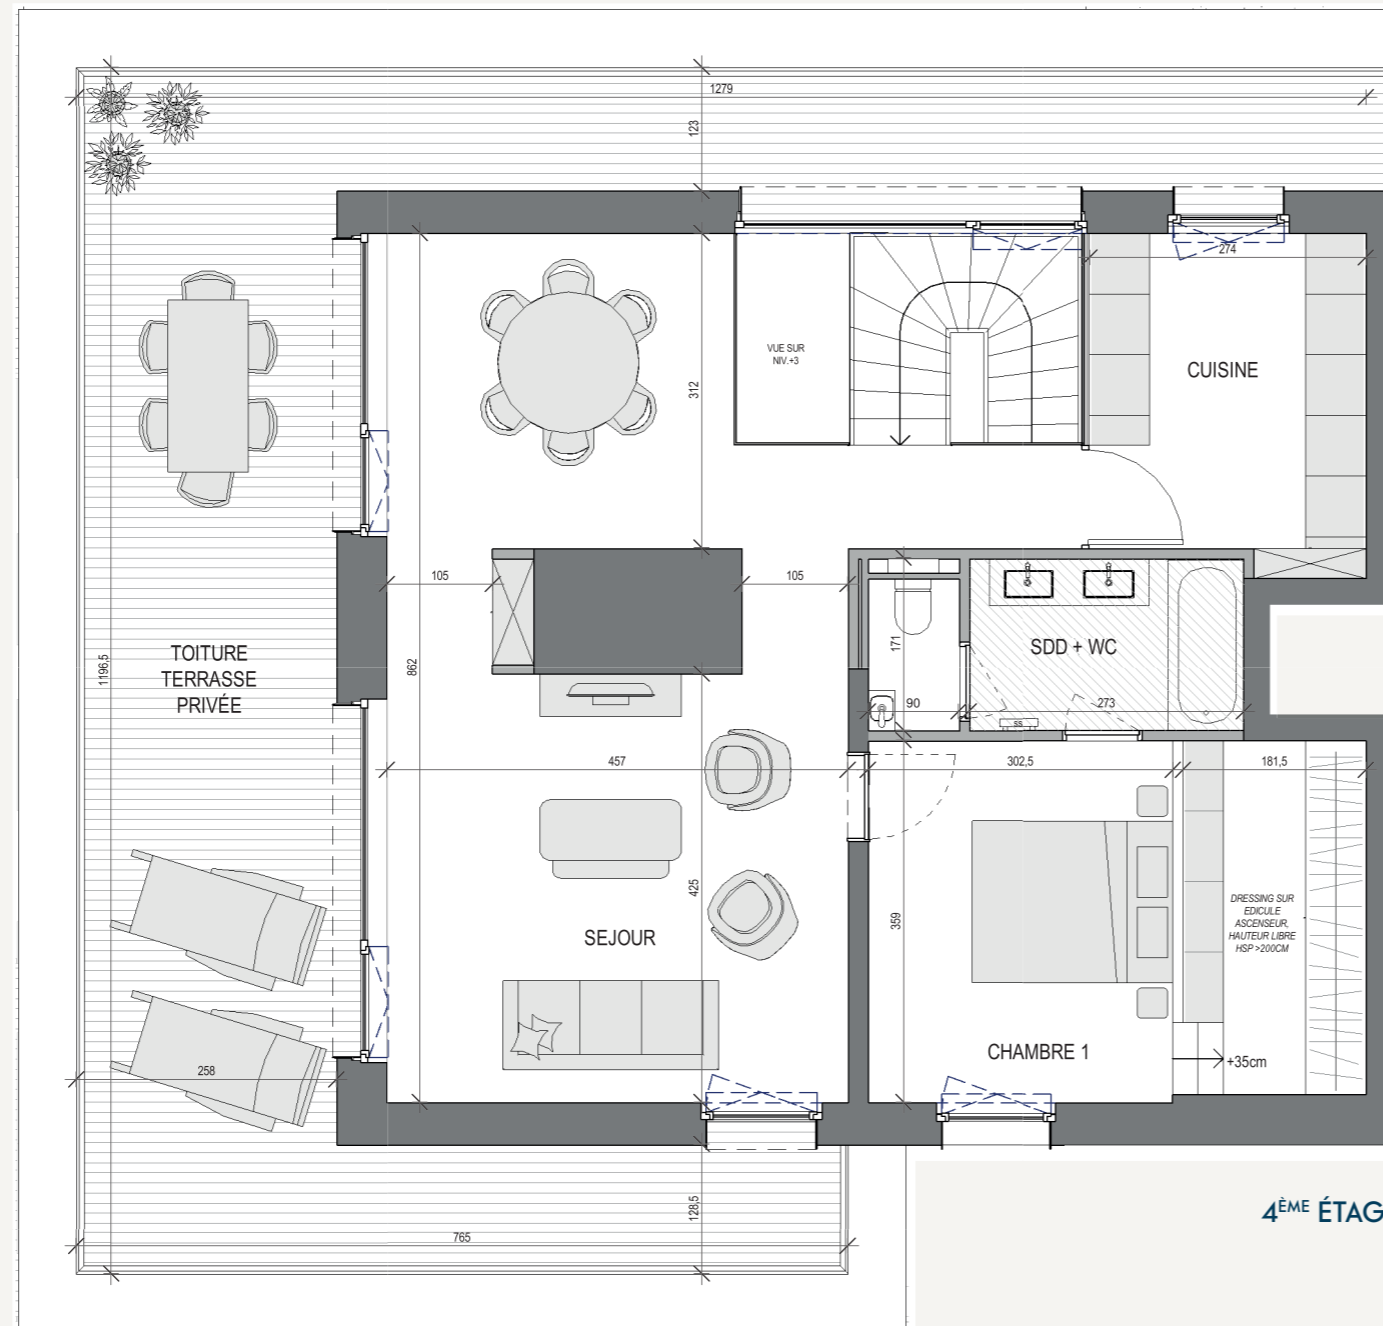 1279
123
274
VUE SUR
NIV.+3
CUISINE
312
105
105
171
SDD + WC
TOITURE
TERRASSE
PRIVÉE
1196,5
862
90
273
SS
457
302,5
181,5
425
359
DRESSING SUR
EDICULE
ASCENSEUR,
HAUTEUR LIBRE
HSP >200CM
SEJOUR
CHAMBRE 1
+35cm
258
128,5
765
4ÈME ÉTAG